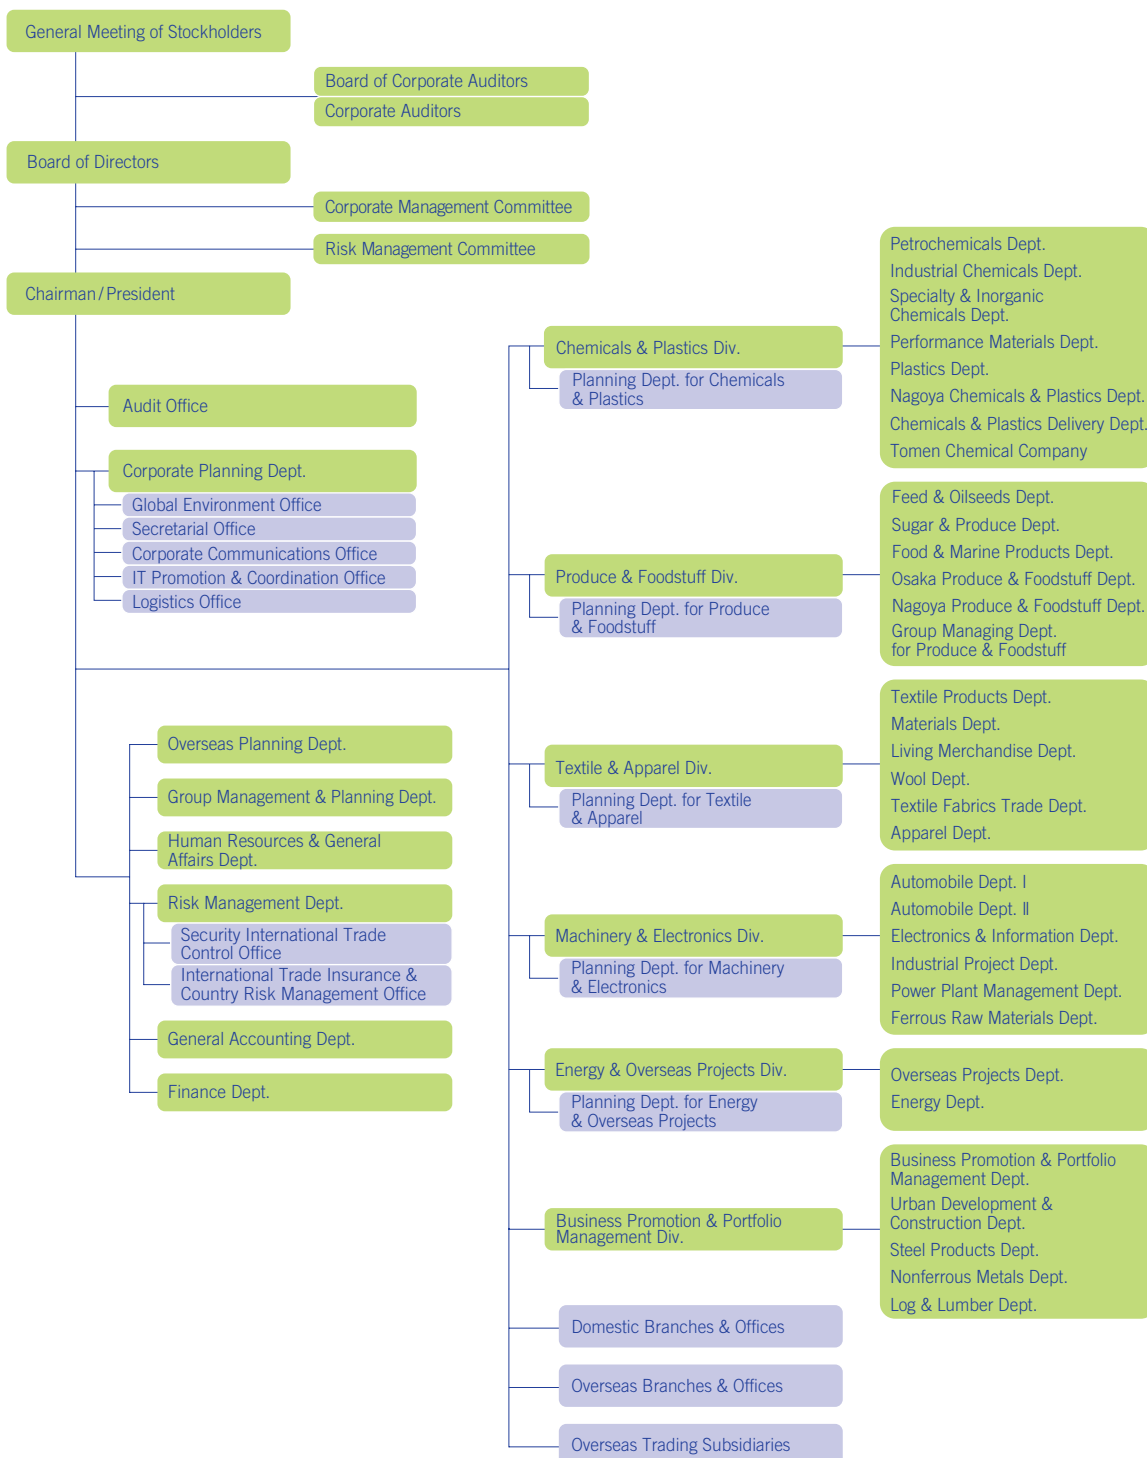 General Meeting of Stockholders
Board of Corporate Auditors
Corporate Auditors
Board of Directors
Corporate Management Committee
Risk Management Committee
Chairman/President
Audit Office
Corporate Planning Dept.
Global Environment Office
Secretarial Office
Corporate Communications Office
IT Promotion & Coordination Office
Logistics Office
Overseas Planning Dept.
Group Management & Planning Dept.
Human Resources & General
Affairs Dept.
Risk Management Dept.
Security International Trade
Control Office
International Trade Insurance &
Country Risk Management Office
General Accounting Dept.
Finance Dept.
Chemicals & Plastics Div.
Planning Dept. for Chemicals
& Plastics
Petrochemicals Dept.
Industrial Chemicals Dept.
Specialty & Inorganic
Chemicals Dept.
Performance Materials Dept.
Plastics Dept.
Nagoya Chemicals & Plastics Dept.
Chemicals & Plastics Delivery Dept.
Tomen Chemical Company
Produce & Foodstuff Div.
Planning Dept. for Produce
& Foodstuff
Feed & Oilseeds Dept.
Sugar & Produce Dept.
Food & Marine Products Dept.
Osaka Produce & Foodstuff Dept.
Nagoya Produce & Foodstuff Dept.
Group Managing Dept.
for Produce & Foodstuff
Textile & Apparel Div.
Planning Dept. for Textile
& Apparel
Textile Products Dept.
Materials Dept.
Living Merchandise Dept.
Wool Dept.
Textile Fabrics Trade Dept.
Apparel Dept.
Machinery & Electronics Div.
Planning Dept. for Machinery
& Electronics
Automobile Dept. I
Automobile Dept. II
Electronics & Information Dept.
Industrial Project Dept.
Power Plant Management Dept.
Ferrous Raw Materials Dept.
Energy & Overseas Projects Div.
Planning Dept. for Energy
& Overseas Projects
Overseas Projects Dept.
Energy Dept.
Business Promotion & Portfolio
Management Div.
Business Promotion & Portfolio
Management Dept.
Urban Development &
Construction Dept.
Steel Products Dept.
Nonferrous Metals Dept.
Log & Lumber Dept.
Domestic Branches & Offices
Overseas Branches & Offices
Overseas Trading Subsidiaries